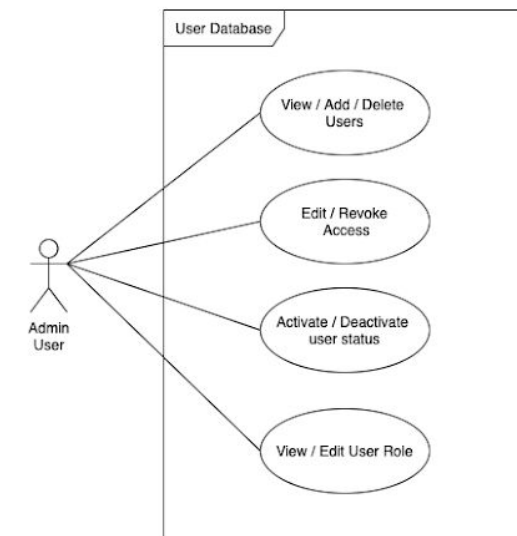 User Database
View / Add / Delete
Users
Edit / Revoke
Access
Admin
User
Activate / Deactivate
user status
View / Edit User Role